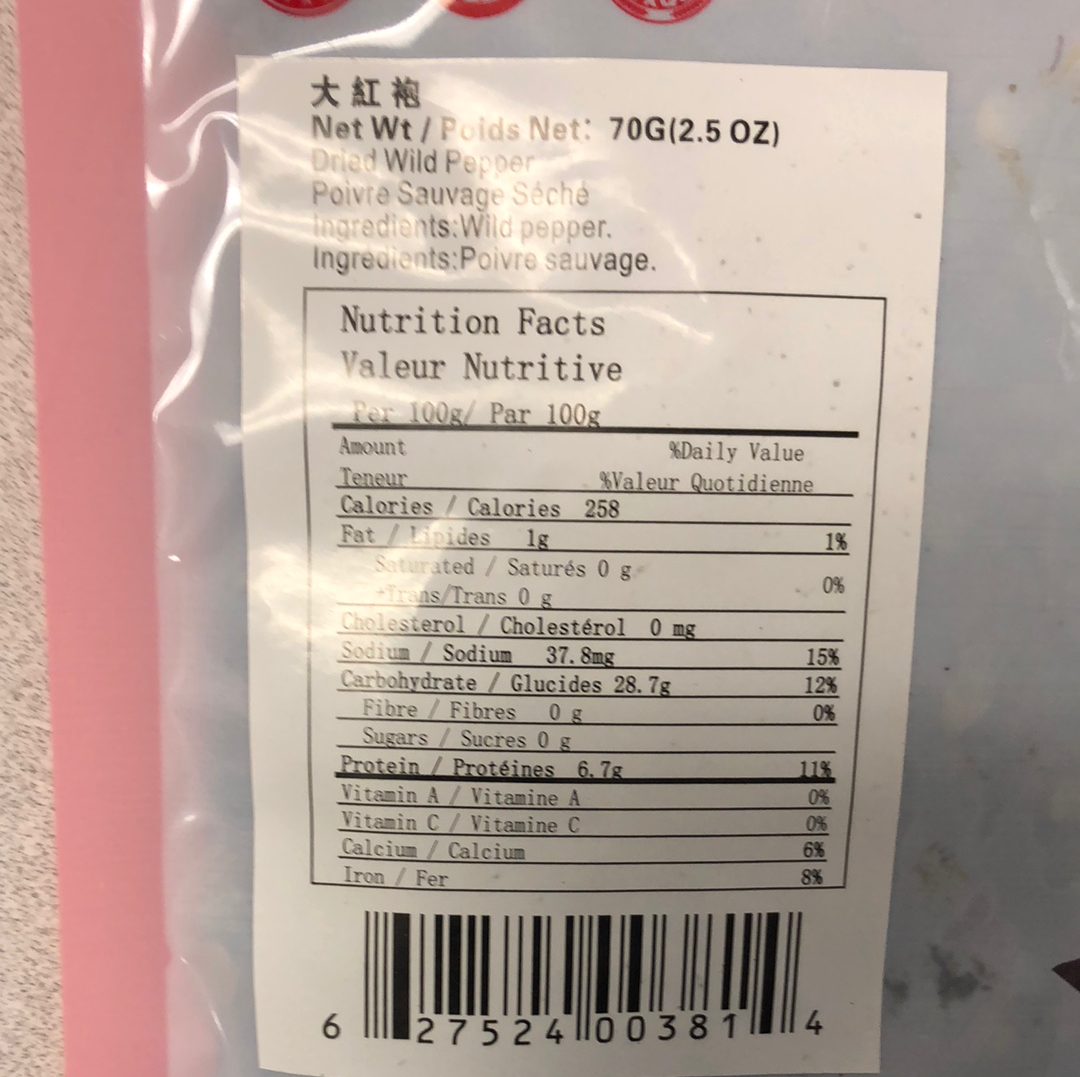 大紅袍
Net Wt / Poids Net: 70G(2.5 OZ)
Dried Wild Pepper
Poivre Sauvage Séché
Ingredients:Wild pepper.
Ingrédients:Poivre sauvage.
Nutrition Facts
Valeur Nutritive
Per 100g/ Par 100g
Amount %Daily Value
Teneur %Valeur Quotidienne
Calories / Calories 258
Fat / Lipides 1g 1%
Saturated / Saturés 0 g
+Trans/Trans 0 g 0%
Cholesterol / Cholestérol 0 mg
Sodium / Sodium 37.8mg 15%
Carbohydrate / Glucides 28.7g 12%
Fibre / Fibres 0 g 0%
Sugars / Sucres 0 g
Protein / Protéines 6.7g 11%
Vitamin A / Vitamine A 0%
Vitamin C / Vitamine C 0%
Calcium / Calcium 6%
Iron / Fer 8%
6 27524 00381 4